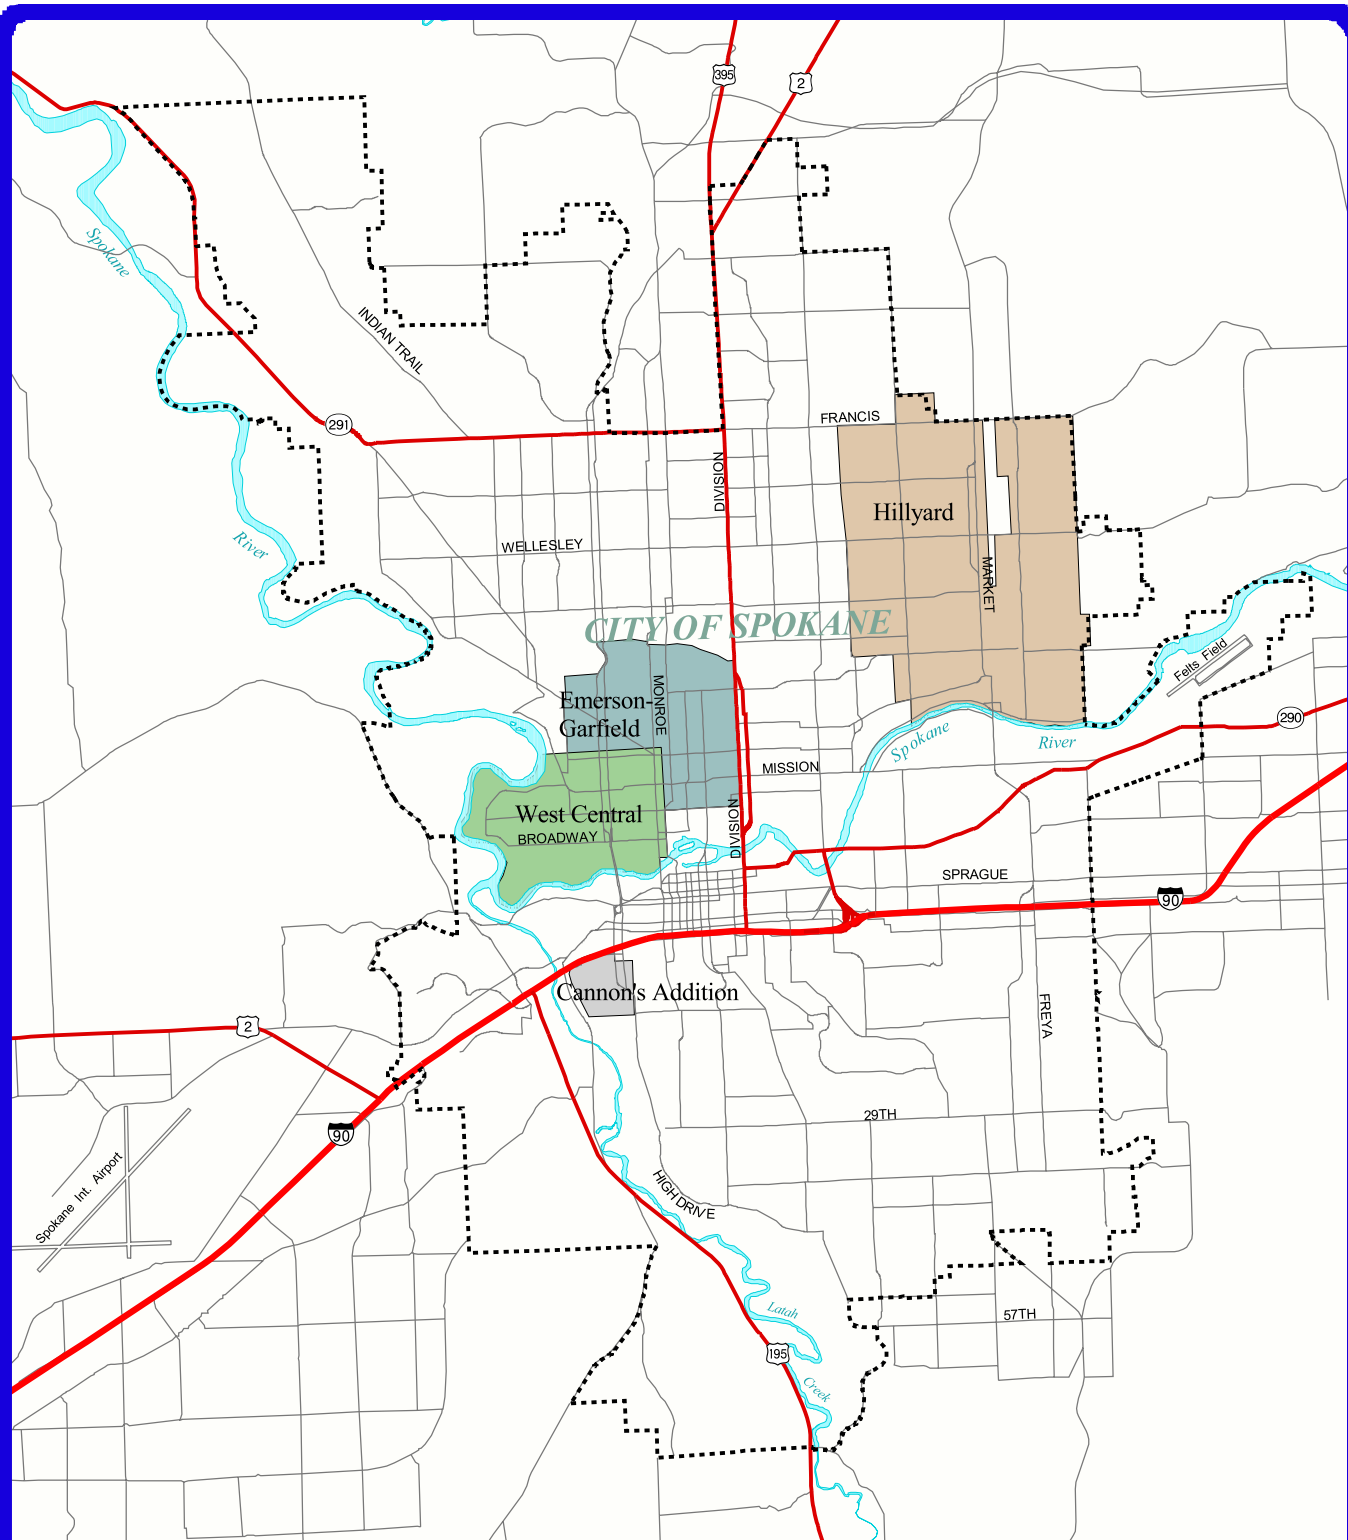 395
2
Spokane
INDIAN TRAIL
291
FRANCIS
DIVISION
Hillyard
WELLESLEY
River
MARKET
CITY OF SPOKANE
Felts Field
Emerson-
Garfield
MONROE
290
Spokane
River
MISSION
West Central
BROADWAY
DIVISION
SPRAGUE
90
Cannon's Addition
FREYA
2
29TH
90
Spokane Int. Airport
HIGH DRIVE
Latah
57TH
195
Creek